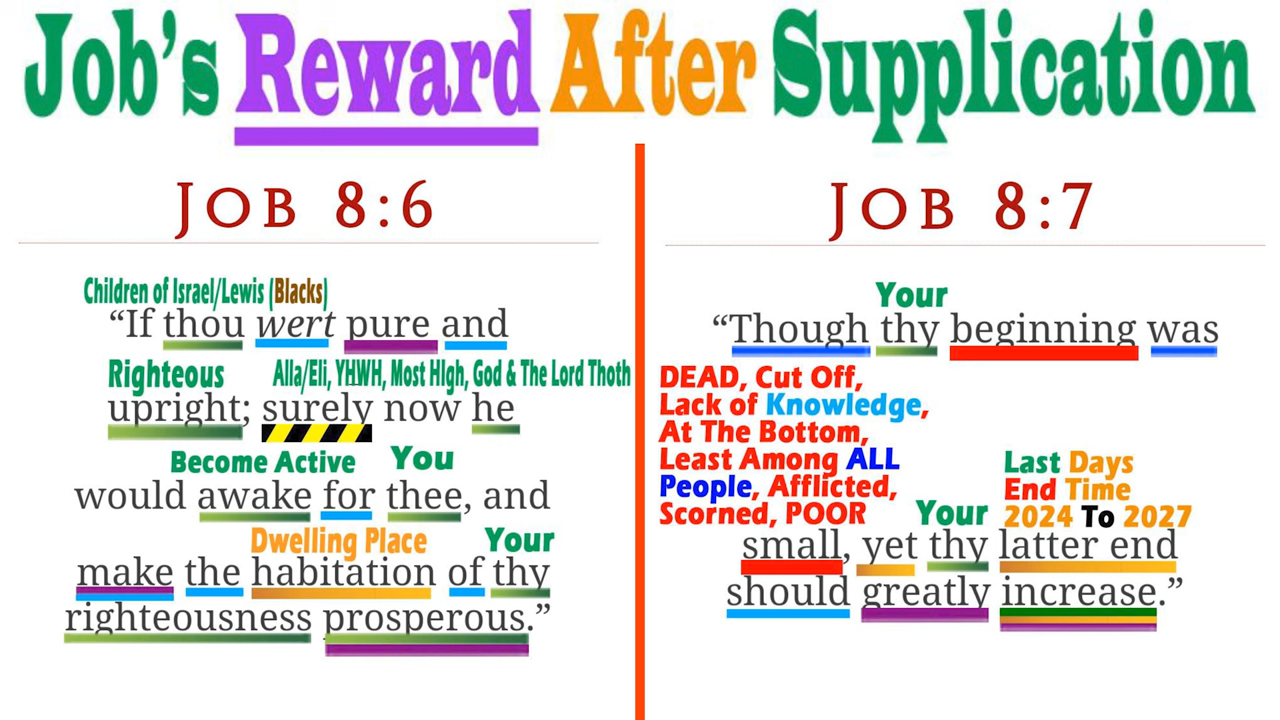 Job's Reward After Supplication
JOB 8:6
Children of Israel/Lewis (Blacks)
“If thou wert pure and
Righteous Alla/Eli, YHWH, Most HIgh, God & The Lord Thoth
upright; surely now he
Become Active You
would awake for thee, and
Dwelling Place Your
make the habitation of thy
righteousness prosperous.”
JOB 8:7
Your
“Though thy beginning was
DEAD, Cut Off,
Lack of Knowledge,
At The Bottom,
Least Among ALL
People, Afflicted,
Scorned, POOR
Your
Last Days
End Time
2024 To 2027
small, yet thy latter end
should greatly increase.”